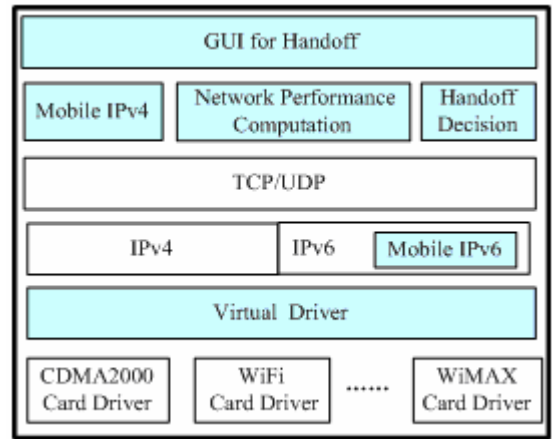 GUI for Handoff
Mobile IPv4
Network Performance
Computation
Handoff
Decision
TCP/UDP
IPv4
IPv6
Mobile IPv6
Virtual Driver
CDMA2000
Card Driver
WiFi
Card Driver
......
WiMAX
Card Driver